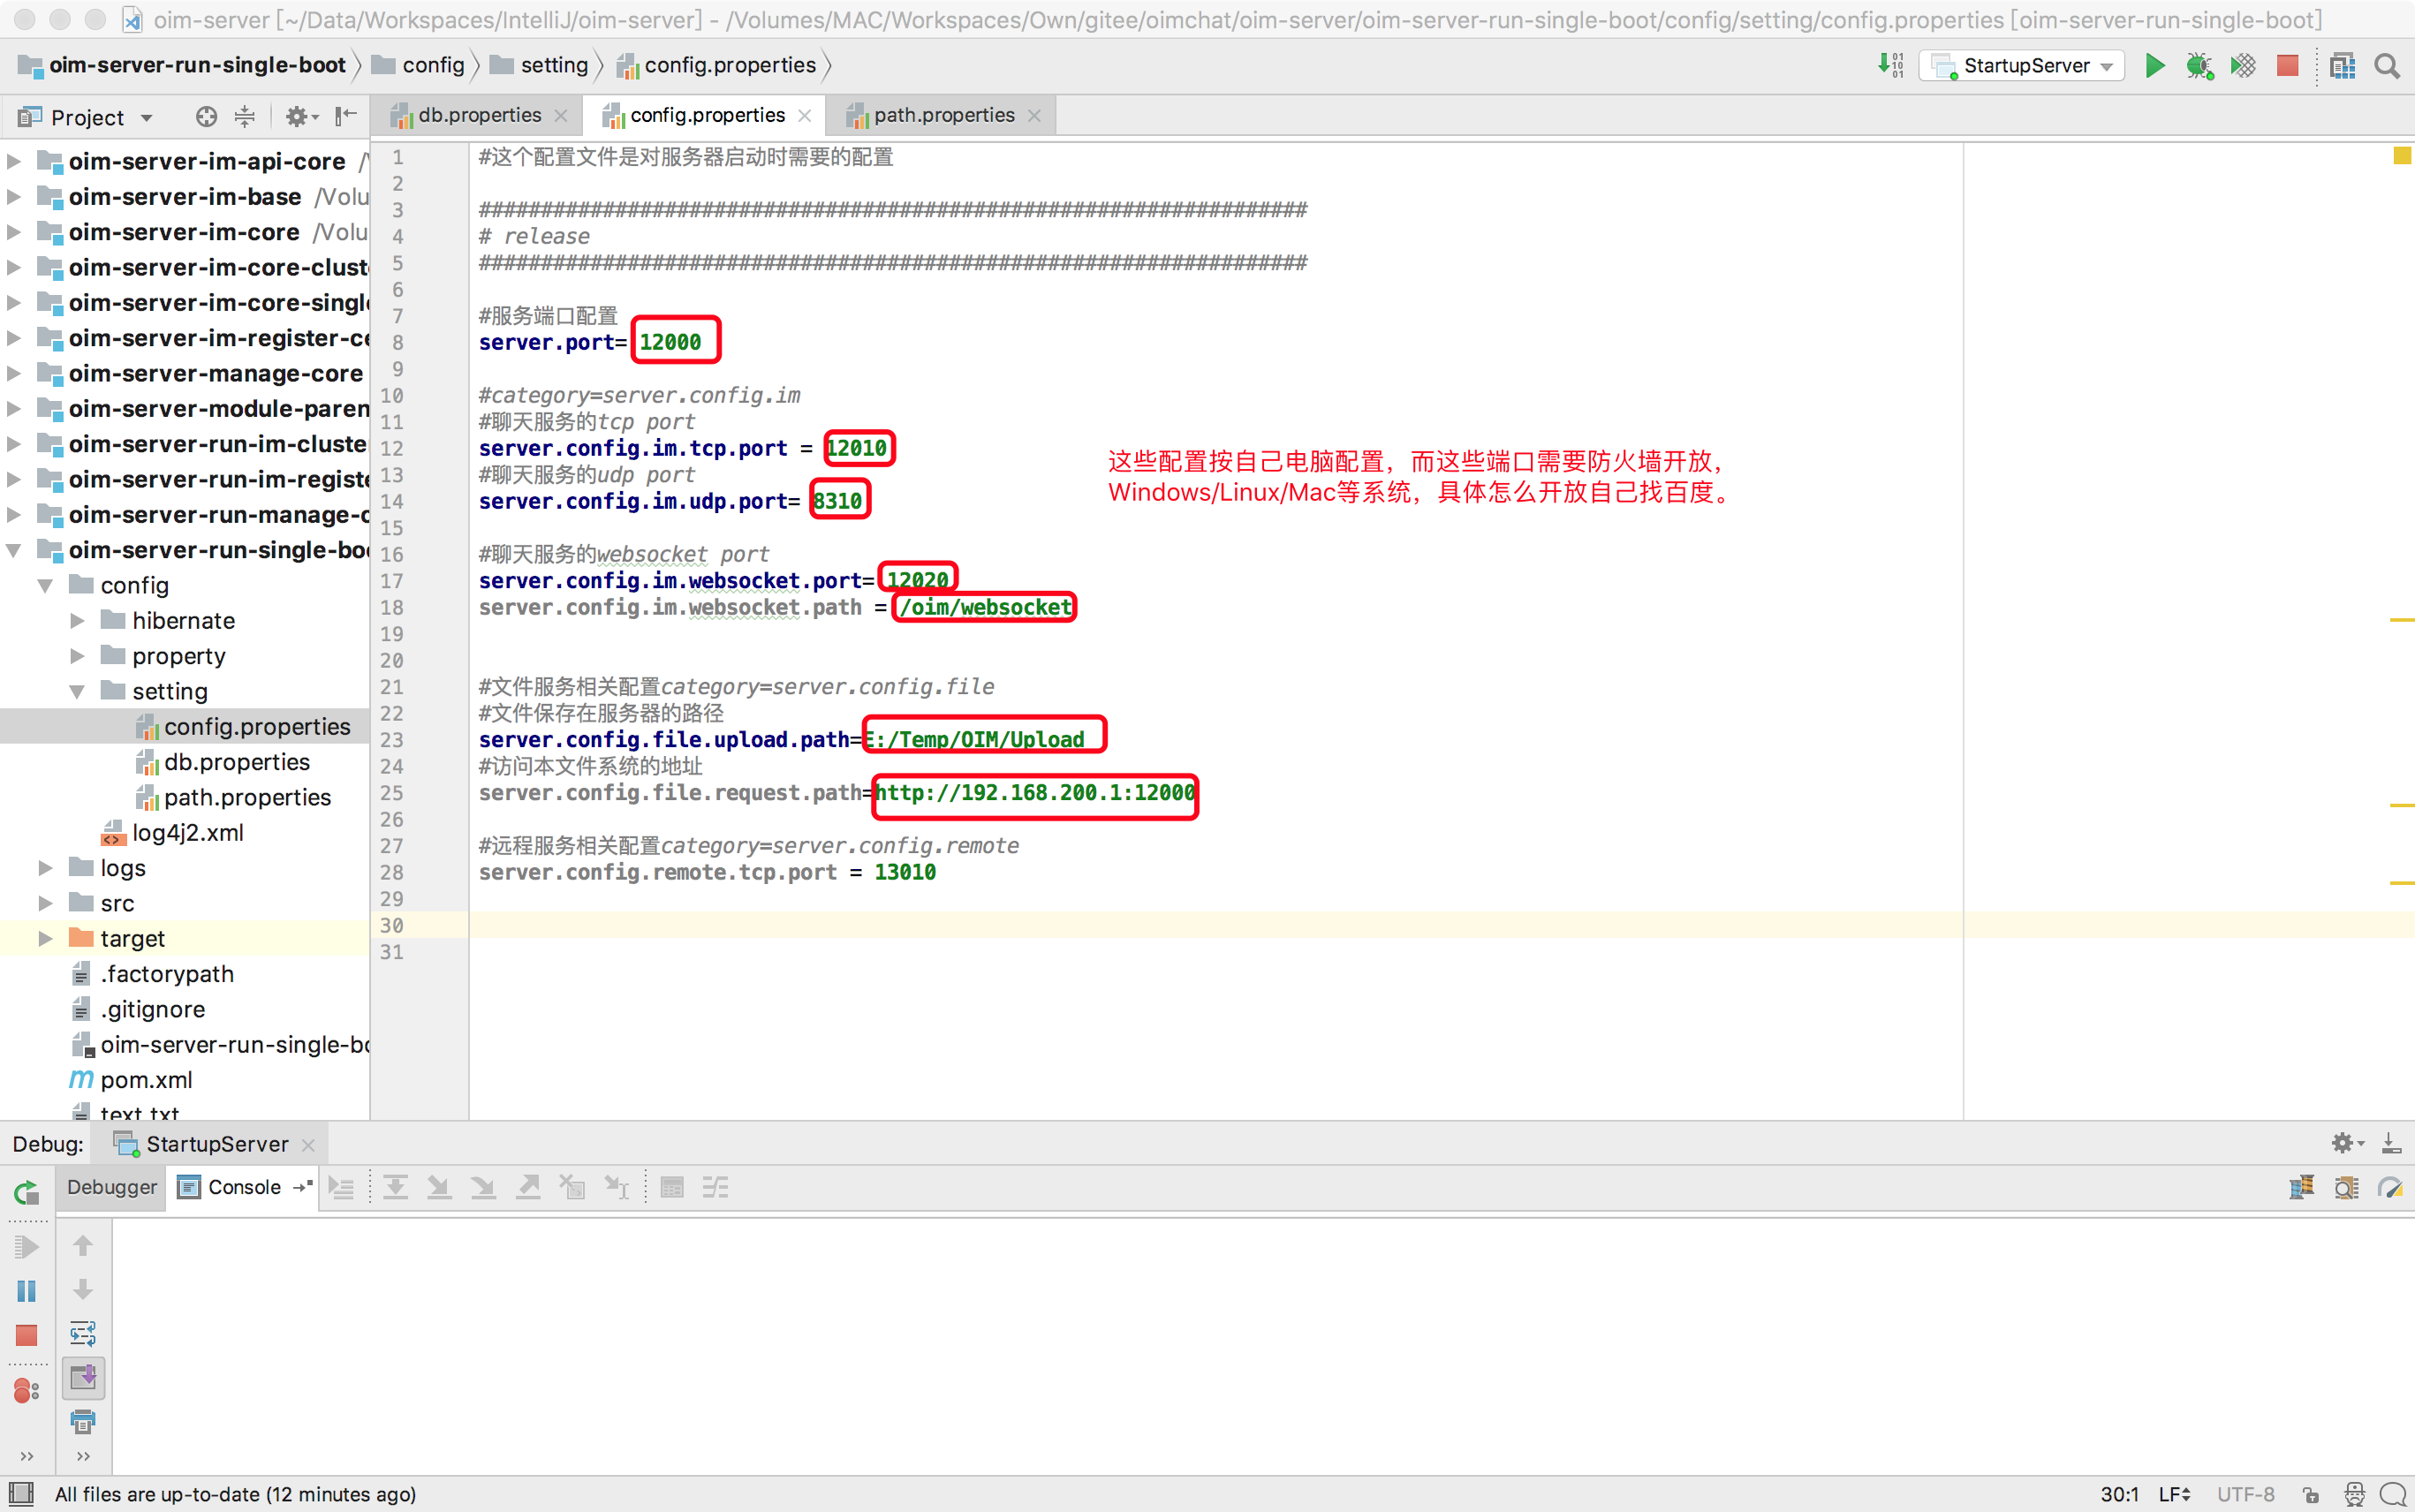 oim-server [~/Data/Workspaces/IntelliJ/oim-server] - /Volumes/MAC/Workspaces/Own/gitee/oimchat/oim-server/oim-server-run-single-boot/config/setting/config.properties [oim-server-run-single-boot]
oim-server-run-single-boot config setting config.properties StartupServer
Project db.properties config.properties path.properties
oim-server-im-api-core /
oim-server-im-base /Volu
oim-server-im-core /Volu
oim-server-im-core-clust
oim-server-im-core-single
oim-server-im-register-ce
oim-server-manage-core
oim-server-module-paren
oim-server-run-im-cluster
oim-server-run-im-registe
oim-server-run-manage-c
oim-server-run-single-boo
config
hibernate
property
setting
config.properties
db.properties
path.properties
log4j2.xml
logs
src
target
.factorypath
.gitignore
oim-server-run-single-bo
pom.xml
text.txt
1 #这个配置文件是对服务器启动时需要的配置
2
3 ###################################################################
4 # release
5 ###################################################################
6
7 #服务端口配置
8 server.port= 12000
9
10 #category=server.config.im
11 #聊天服务的tcp port
12 server.config.im.tcp.port = 12010
13 #聊天服务的udp port
14 server.config.im.udp.port= 8310
15
16 #聊天服务的websocket port
17 server.config.im.websocket.port= 12020
18 server.config.im.websocket.path = /oim/websocket
19
20
21 #文件服务相关配置category=server.config.file
22 #文件保存在服务器的路径
23 server.config.file.upload.path=E:/Temp/OIM/Upload
24 #访问本文件系统的地址
25 server.config.file.request.path=http://192.168.200.1:12000
26
27 #远程服务相关配置category=server.config.remote
28 server.config.remote.tcp.port = 13010
29
30
31
这些配置按自己电脑配置，而这些端口需要防火墙开放，
Windows/Linux/Mac等系统，具体怎么开放自己找百度。
Debug: StartupServer
Debugger Console
All files are up-to-date (12 minutes ago) 30:1 LF UTF-8